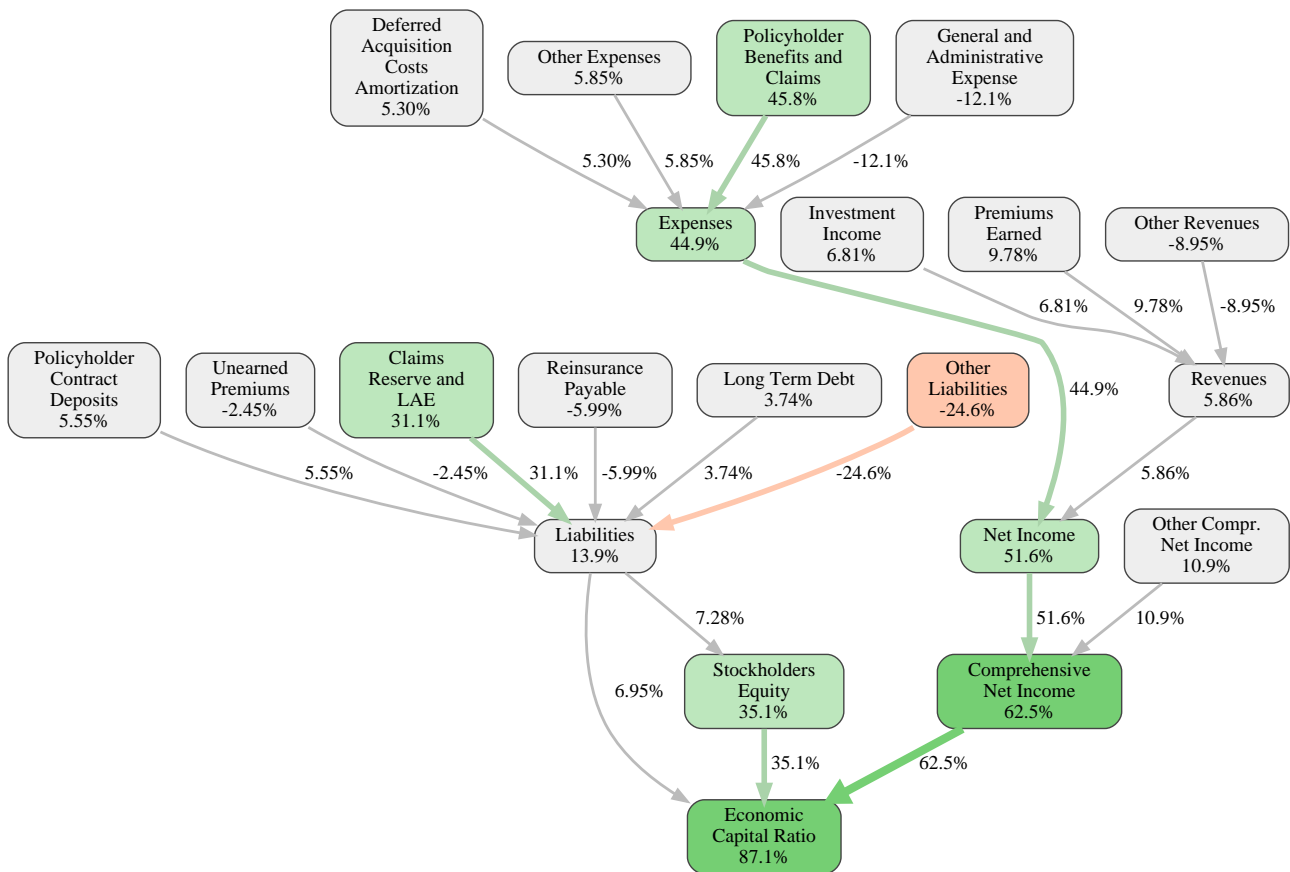 Deferred
Acquisition
Costs
Amortization
5.30%
Other Expenses
5.85%
Policyholder
Benefits and
Claims
45.8%
General and
Administrative
Expense
-12.1%
5.30%
5.85%
45.8%
-12.1%
Expenses
44.9%
Investment
Income
6.81%
Premiums
Earned
9.78%
Other Revenues
-8.95%
6.81%
9.78%
-8.95%
Policyholder
Contract
Deposits
5.55%
Unearned
Premiums
-2.45%
Claims
Reserve and
LAE
31.1%
Reinsurance
Payable
-5.99%
Long Term Debt
3.74%
Other
Liabilities
-24.6%
44.9%
Revenues
5.86%
5.55%
-2.45%
31.1%
-5.99%
3.74%
-24.6%
5.86%
Liabilities
13.9%
Net Income
51.6%
Other Compr.
Net Income
10.9%
7.28%
51.6%
10.9%
6.95%
Stockholders
Equity
35.1%
Comprehensive
Net Income
62.5%
35.1%
62.5%
Economic
Capital Ratio
87.1%